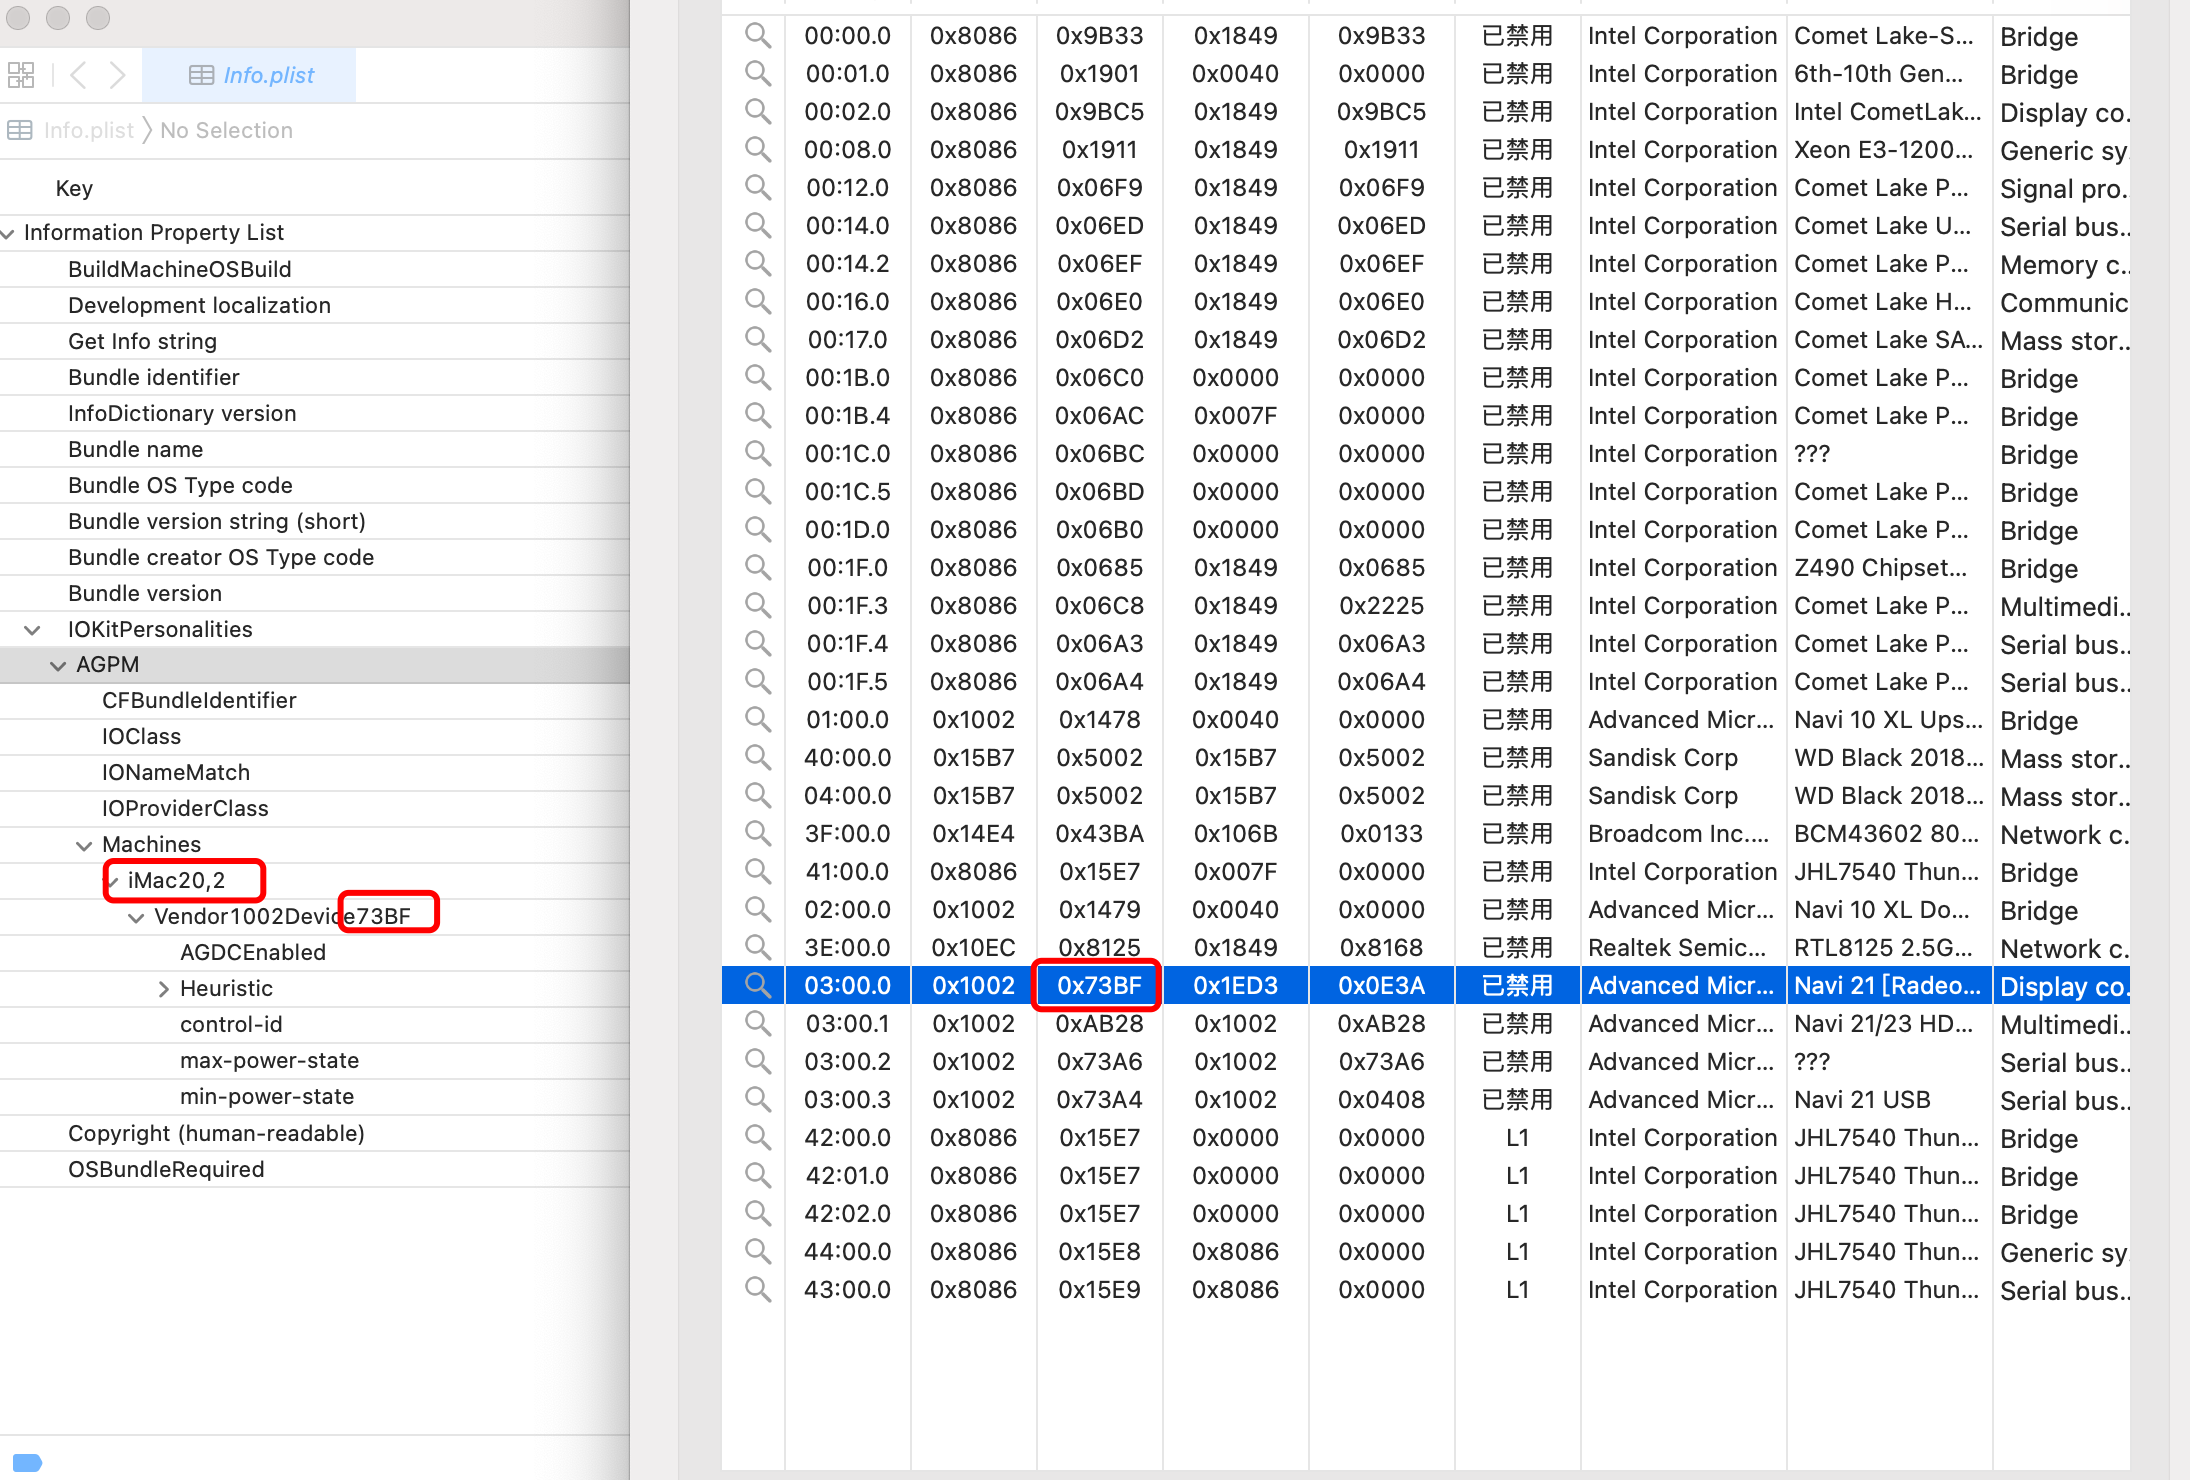 Info.plist
Info.plist No Selection
Key
Information Property List
BuildMachineOSBuild
Development localization
Get Info string
Bundle identifier
InfoDictionary version
Bundle name
Bundle OS Type code
Bundle version string (short)
Bundle creator OS Type code
Bundle version
IOKitPersonalities
AGPM
CFBundleIdentifier
IOClass
IONameMatch
IOProviderClass
Machines
iMac20,2
Vendor1002Device73BF
AGDCEnabled
Heuristic
control-id
max-power-state
min-power-state
Copyright (human-readable)
OSBundleRequired
00:00.0 0x8086 0x9B33 0x1849 0x9B33 已禁用 Intel Corporation Comet Lake-S... Bridge
00:01.0 0x8086 0x1901 0x0040 0x0000 已禁用 Intel Corporation 6th-10th Gen... Bridge
00:02.0 0x8086 0x9BC5 0x1849 0x9BC5 已禁用 Intel Corporation Intel CometLak... Display co..
00:08.0 0x8086 0x1911 0x1849 0x1911 已禁用 Intel Corporation Xeon E3-1200... Generic sy.
00:12.0 0x8086 0x06F9 0x1849 0x06F9 已禁用 Intel Corporation Comet Lake P... Signal pro..
00:14.0 0x8086 0x06ED 0x1849 0x06ED 已禁用 Intel Corporation Comet Lake U... Serial bus..
00:14.2 0x8086 0x06EF 0x1849 0x06EF 已禁用 Intel Corporation Comet Lake P... Memory c..
00:16.0 0x8086 0x06E0 0x1849 0x06E0 已禁用 Intel Corporation Comet Lake H... Communic
00:17.0 0x8086 0x06D2 0x1849 0x06D2 已禁用 Intel Corporation Comet Lake SA... Mass stor..
00:1B.0 0x8086 0x06C0 0x0000 0x0000 已禁用 Intel Corporation Comet Lake P... Bridge
00:1B.4 0x8086 0x06AC 0x007F 0x0000 已禁用 Intel Corporation Comet Lake P... Bridge
00:1C.0 0x8086 0x06BC 0x0000 0x0000 已禁用 Intel Corporation ??? Bridge
00:1C.5 0x8086 0x06BD 0x0000 0x0000 已禁用 Intel Corporation Comet Lake P... Bridge
00:1D.0 0x8086 0x06B0 0x0000 0x0000 已禁用 Intel Corporation Comet Lake P... Bridge
00:1F.0 0x8086 0x0685 0x1849 0x0685 已禁用 Intel Corporation Z490 Chipset... Bridge
00:1F.3 0x8086 0x06C8 0x1849 0x2225 已禁用 Intel Corporation Comet Lake P... Multimedi..
00:1F.4 0x8086 0x06A3 0x1849 0x06A3 已禁用 Intel Corporation Comet Lake P... Serial bus..
00:1F.5 0x8086 0x06A4 0x1849 0x06A4 已禁用 Intel Corporation Comet Lake P... Serial bus..
01:00.0 0x1002 0x1478 0x0040 0x0000 已禁用 Advanced Micr... Navi 10 XL Ups... Bridge
40:00.0 0x15B7 0x5002 0x15B7 0x5002 已禁用 Sandisk Corp WD Black 2018... Mass stor..
04:00.0 0x15B7 0x5002 0x15B7 0x5002 已禁用 Sandisk Corp WD Black 2018... Mass stor..
3F:00.0 0x14E4 0x43BA 0x106B 0x0133 已禁用 Broadcom Inc.... BCM43602 80... Network c.
41:00.0 0x8086 0x15E7 0x007F 0x0000 已禁用 Intel Corporation JHL7540 Thun... Bridge
02:00.0 0x1002 0x1479 0x0040 0x0000 已禁用 Advanced Micr... Navi 10 XL Do... Bridge
3E:00.0 0x10EC 0x8125 0x1849 0x8168 已禁用 Realtek Semic... RTL8125 2.5G... Network c.
03:00.0 0x1002 0x73BF 0x1ED3 0x0E3A 已禁用 Advanced Micr... Navi 21 [Radeo... Display co.
03:00.1 0x1002 0xAB28 0x1002 0xAB28 已禁用 Advanced Micr... Navi 21/23 HD... Multimedi..
03:00.2 0x1002 0x73A6 0x1002 0x73A6 已禁用 Advanced Micr... ??? Serial bus..
03:00.3 0x1002 0x73A4 0x1002 0x0408 已禁用 Advanced Micr... Navi 21 USB Serial bus..
42:00.0 0x8086 0x15E7 0x0000 0x0000 L1 Intel Corporation JHL7540 Thun... Bridge
42:01.0 0x8086 0x15E7 0x0000 0x0000 L1 Intel Corporation JHL7540 Thun... Bridge
42:02.0 0x8086 0x15E7 0x0000 0x0000 L1 Intel Corporation JHL7540 Thun... Bridge
44:00.0 0x8086 0x15E8 0x8086 0x0000 L1 Intel Corporation JHL7540 Thun... Generic sy.
43:00.0 0x8086 0x15E9 0x8086 0x0000 L1 Intel Corporation JHL7540 Thun... Serial bus..